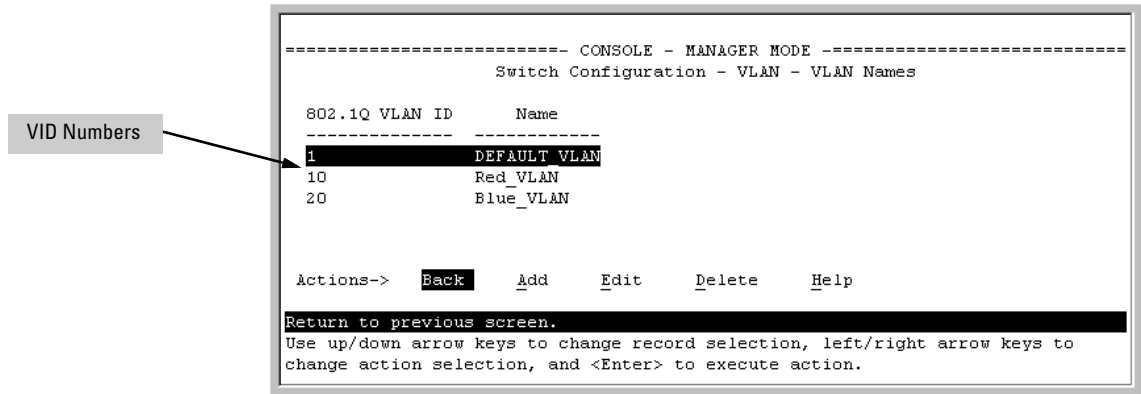 ===========================- CONSOLE - MANAGER MODE -============================
Switch Configuration - VLAN - VLAN Names
802.1Q VLAN ID Name
-------------- ------------
VID Numbers
1 DEFAULT_VLAN
10 Red_VLAN
20 Blue_VLAN
Actions-> Back Add Edit Delete Help
Return to previous screen.
Use up/down arrow keys to change record selection, left/right arrow keys to
change action selection, and <Enter> to execute action.